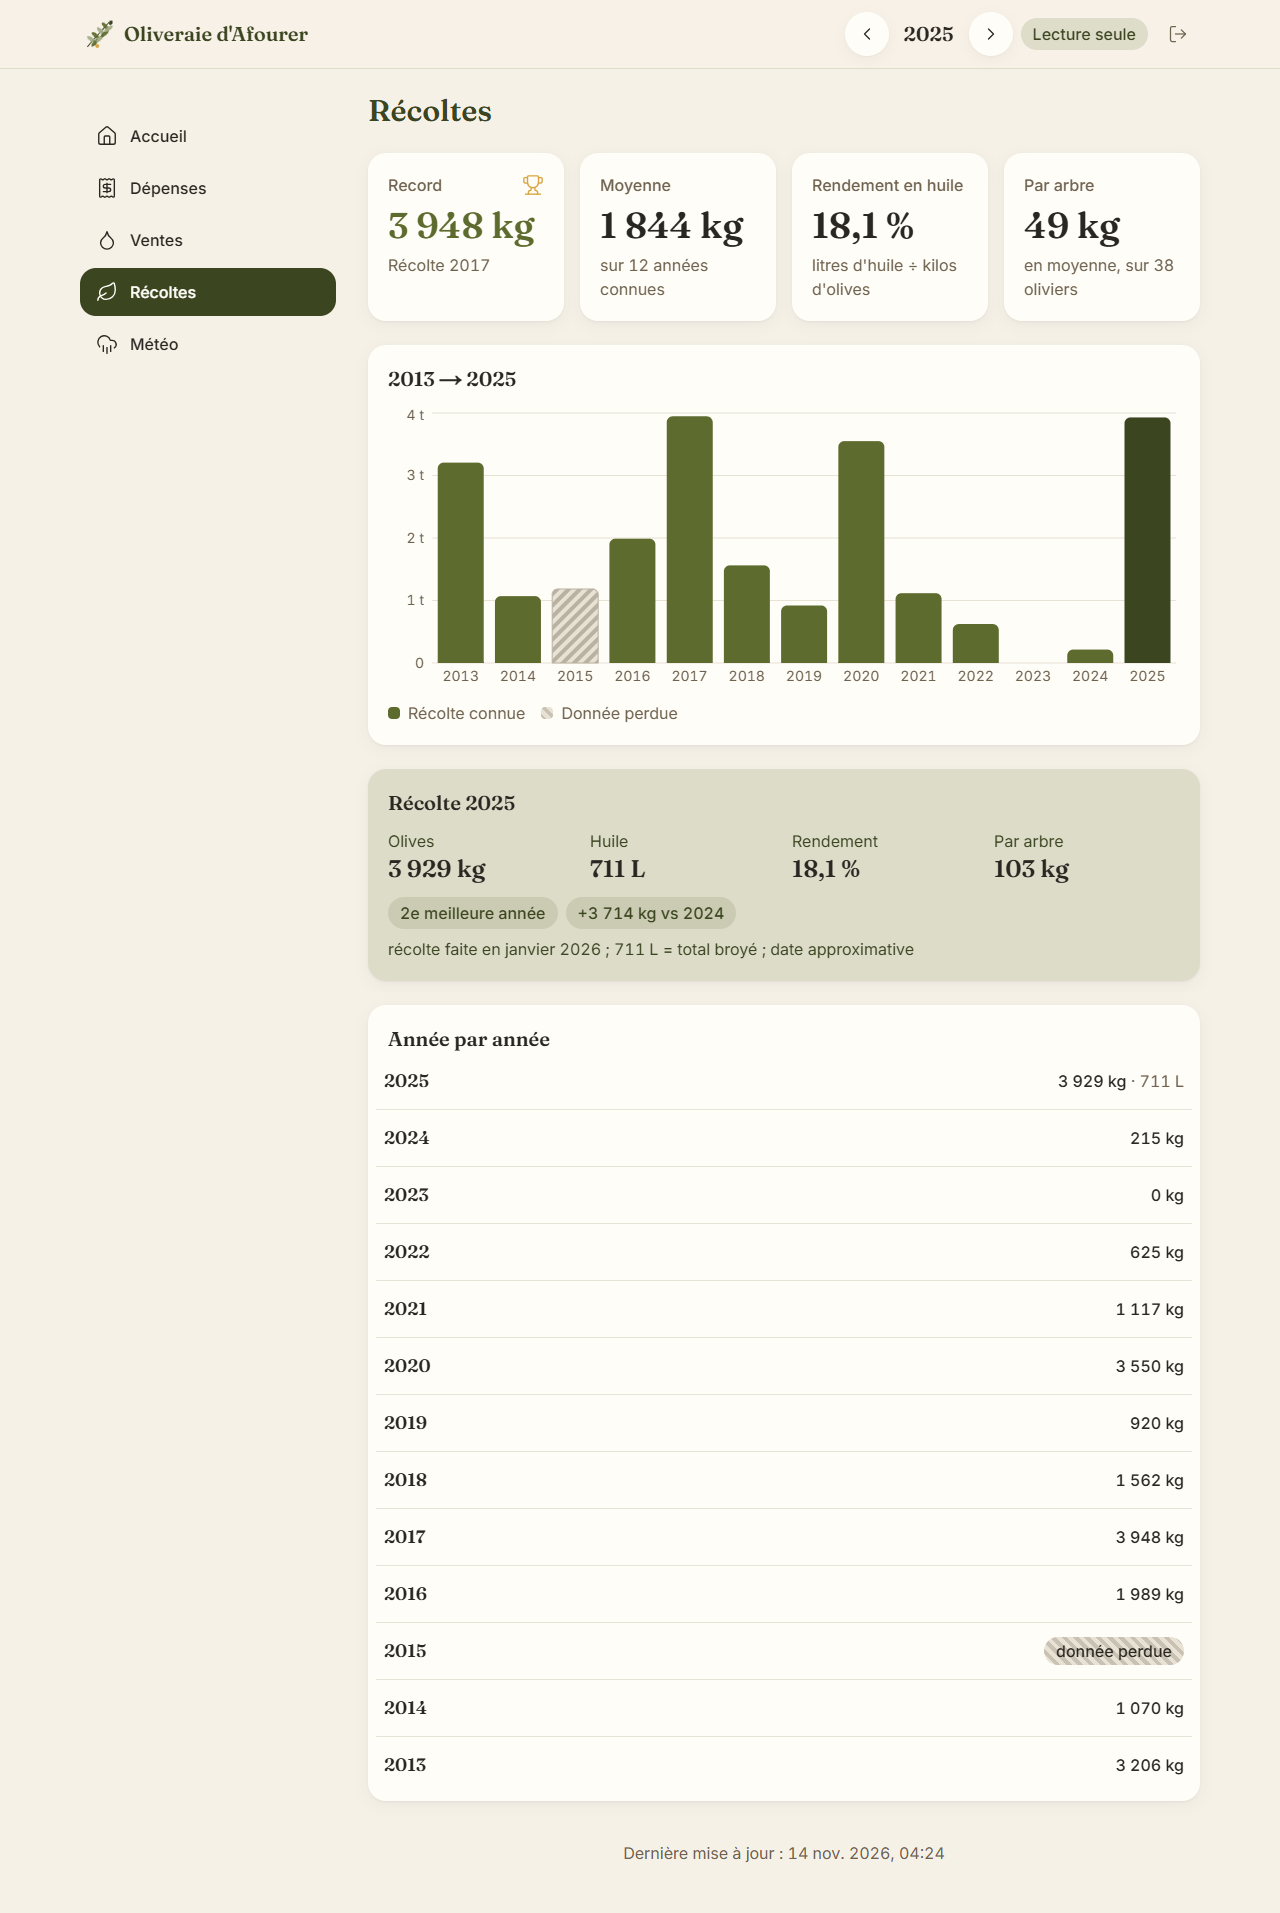 Oliveraie d'Afourer
2025
Lecture seule
Accueil
Dépenses
Ventes
Récoltes
Météo
Récoltes
Record
3 948 kg
Récolte 2017
Moyenne
1 844 kg
sur 12 années
connues
Rendement en huile
18,1 %
litres d'huile ÷ kilos
d'olives
Par arbre
49 kg
en moyenne, sur 38
oliviers
2013 → 2025
4 t
3 t
2 t
1 t
0
2013 2014 2015 2016 2017 2018 2019 2020 2021 2022 2023 2024 2025
Récolte connue Donnée perdue
Récolte 2025
Olives
3 929 kg
Huile
711 L
Rendement
18,1 %
Par arbre
103 kg
2e meilleure année
+3 714 kg vs 2024
récolte faite en janvier 2026 ; 711 L = total broyé ; date approximative
Année par année
2025 3 929 kg · 711 L
2024 215 kg
2023 0 kg
2022 625 kg
2021 1 117 kg
2020 3 550 kg
2019 920 kg
2018 1 562 kg
2017 3 948 kg
2016 1 989 kg
2015 donnée perdue
2014 1 070 kg
2013 3 206 kg
Dernière mise à jour : 14 nov. 2026, 04:24